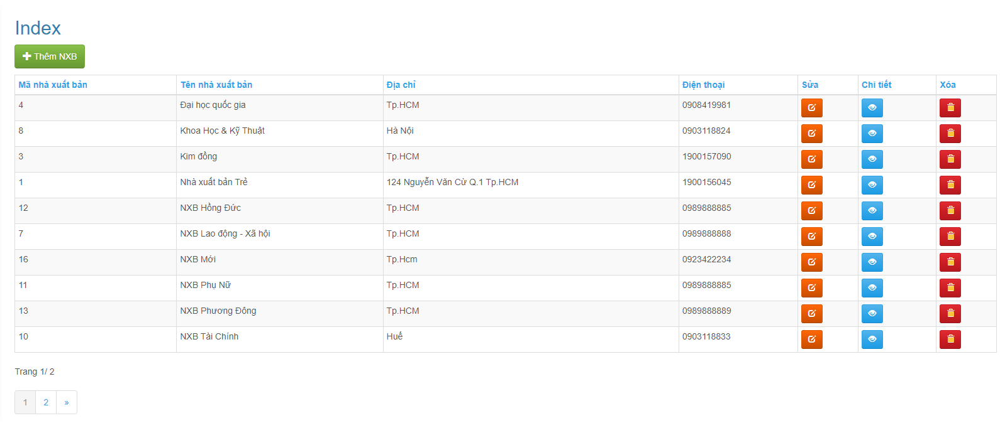 Index
Thêm NXB
Mã nhà xuất bản Tên nhà xuất bản Địa chỉ Điện thoại Sửa Chi tiết Xóa
4 Đại học quốc gia Tp.HCM 0908419981
8 Khoa Học & Kỹ Thuật Hà Nội 0903118824
3 Kim đồng Tp.HCM 1900157090
1 Nhà xuất bản Trẻ 124 Nguyễn Văn Cừ Q.1 Tp.HCM 1900156045
12 NXB Hồng Đức Tp.HCM 0989888885
7 NXB Lao động - Xã hội Tp.HCM 0989888888
16 NXB Mới Tp.Hcm 0923422234
11 NXB Phụ Nữ Tp.HCM 0989888885
13 NXB Phương Đông Tp.HCM 0989888889
10 NXB Tài Chính Huế 0903118833
Trang 1/ 2
1 2 »